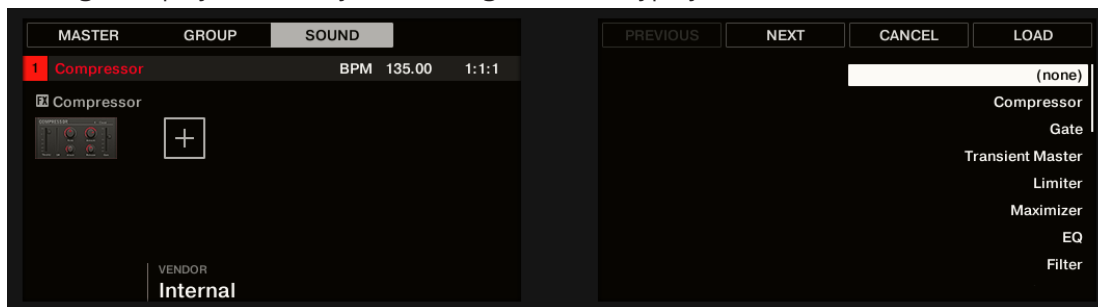 MASTER GROUP SOUND
1 Compressor BPM 135.00 1:1:1
FX Compressor
VENDOR
Internal
PREVIOUS NEXT CANCEL LOAD
(none)
Compressor
Gate
Transient Master
Limiter
Maximizer
EQ
Filter